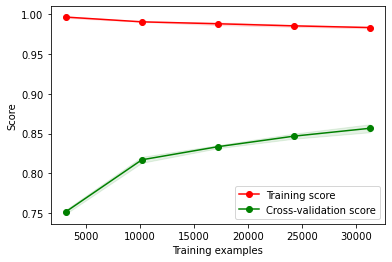 1.00
0.95
0.90
0.85
0.80
0.75
Score
5000 10000 15000 20000 25000 30000
Training examples
Training score
Cross-validation score